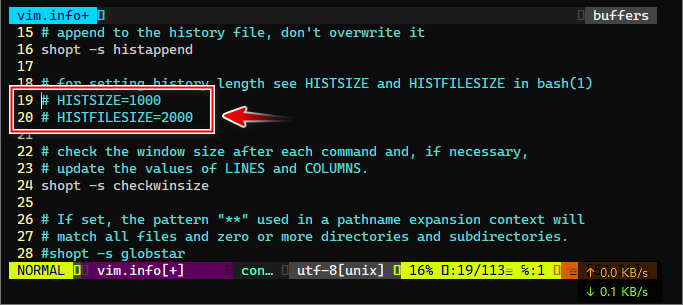 vim.info+ buffers
15 # append to the history file, don't overwrite it
16 shopt -s histappend
17
18 # for setting history length see HISTSIZE and HISTFILESIZE in bash(1)
19 # HISTSIZE=1000
20 # HISTFILESIZE=2000
21
22 # check the window size after each command and, if necessary,
23 # update the values of LINES and COLUMNS.
24 shopt -s checkwinsize
25
26 # If set, the pattern "**" used in a pathname expansion context will
27 # match all files and zero or more directories and subdirectories.
28 #shopt -s globstar
NORMAL vim.info[+] con… utf-8[unix] 16% :19/113≡ %:1
↑ 0.0 KB/s
↓ 0.1 KB/s